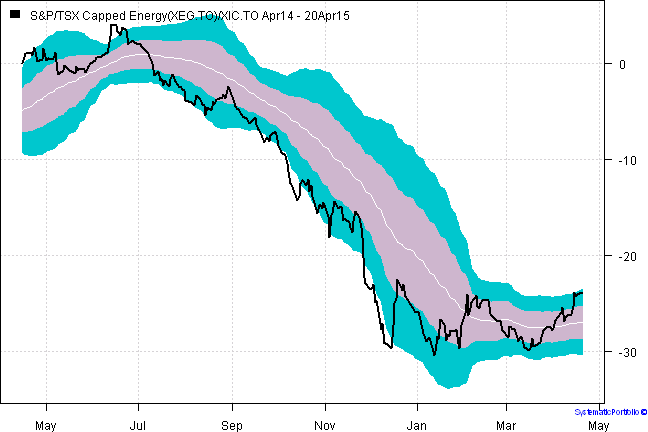 S&P/TSX Capped Energy(XEG.TO)/XIC.TO Apr14 - 20Apr15
0
-10
-20
-30
SystematicPortfolio ©
May Jul Sep Nov Jan Mar May